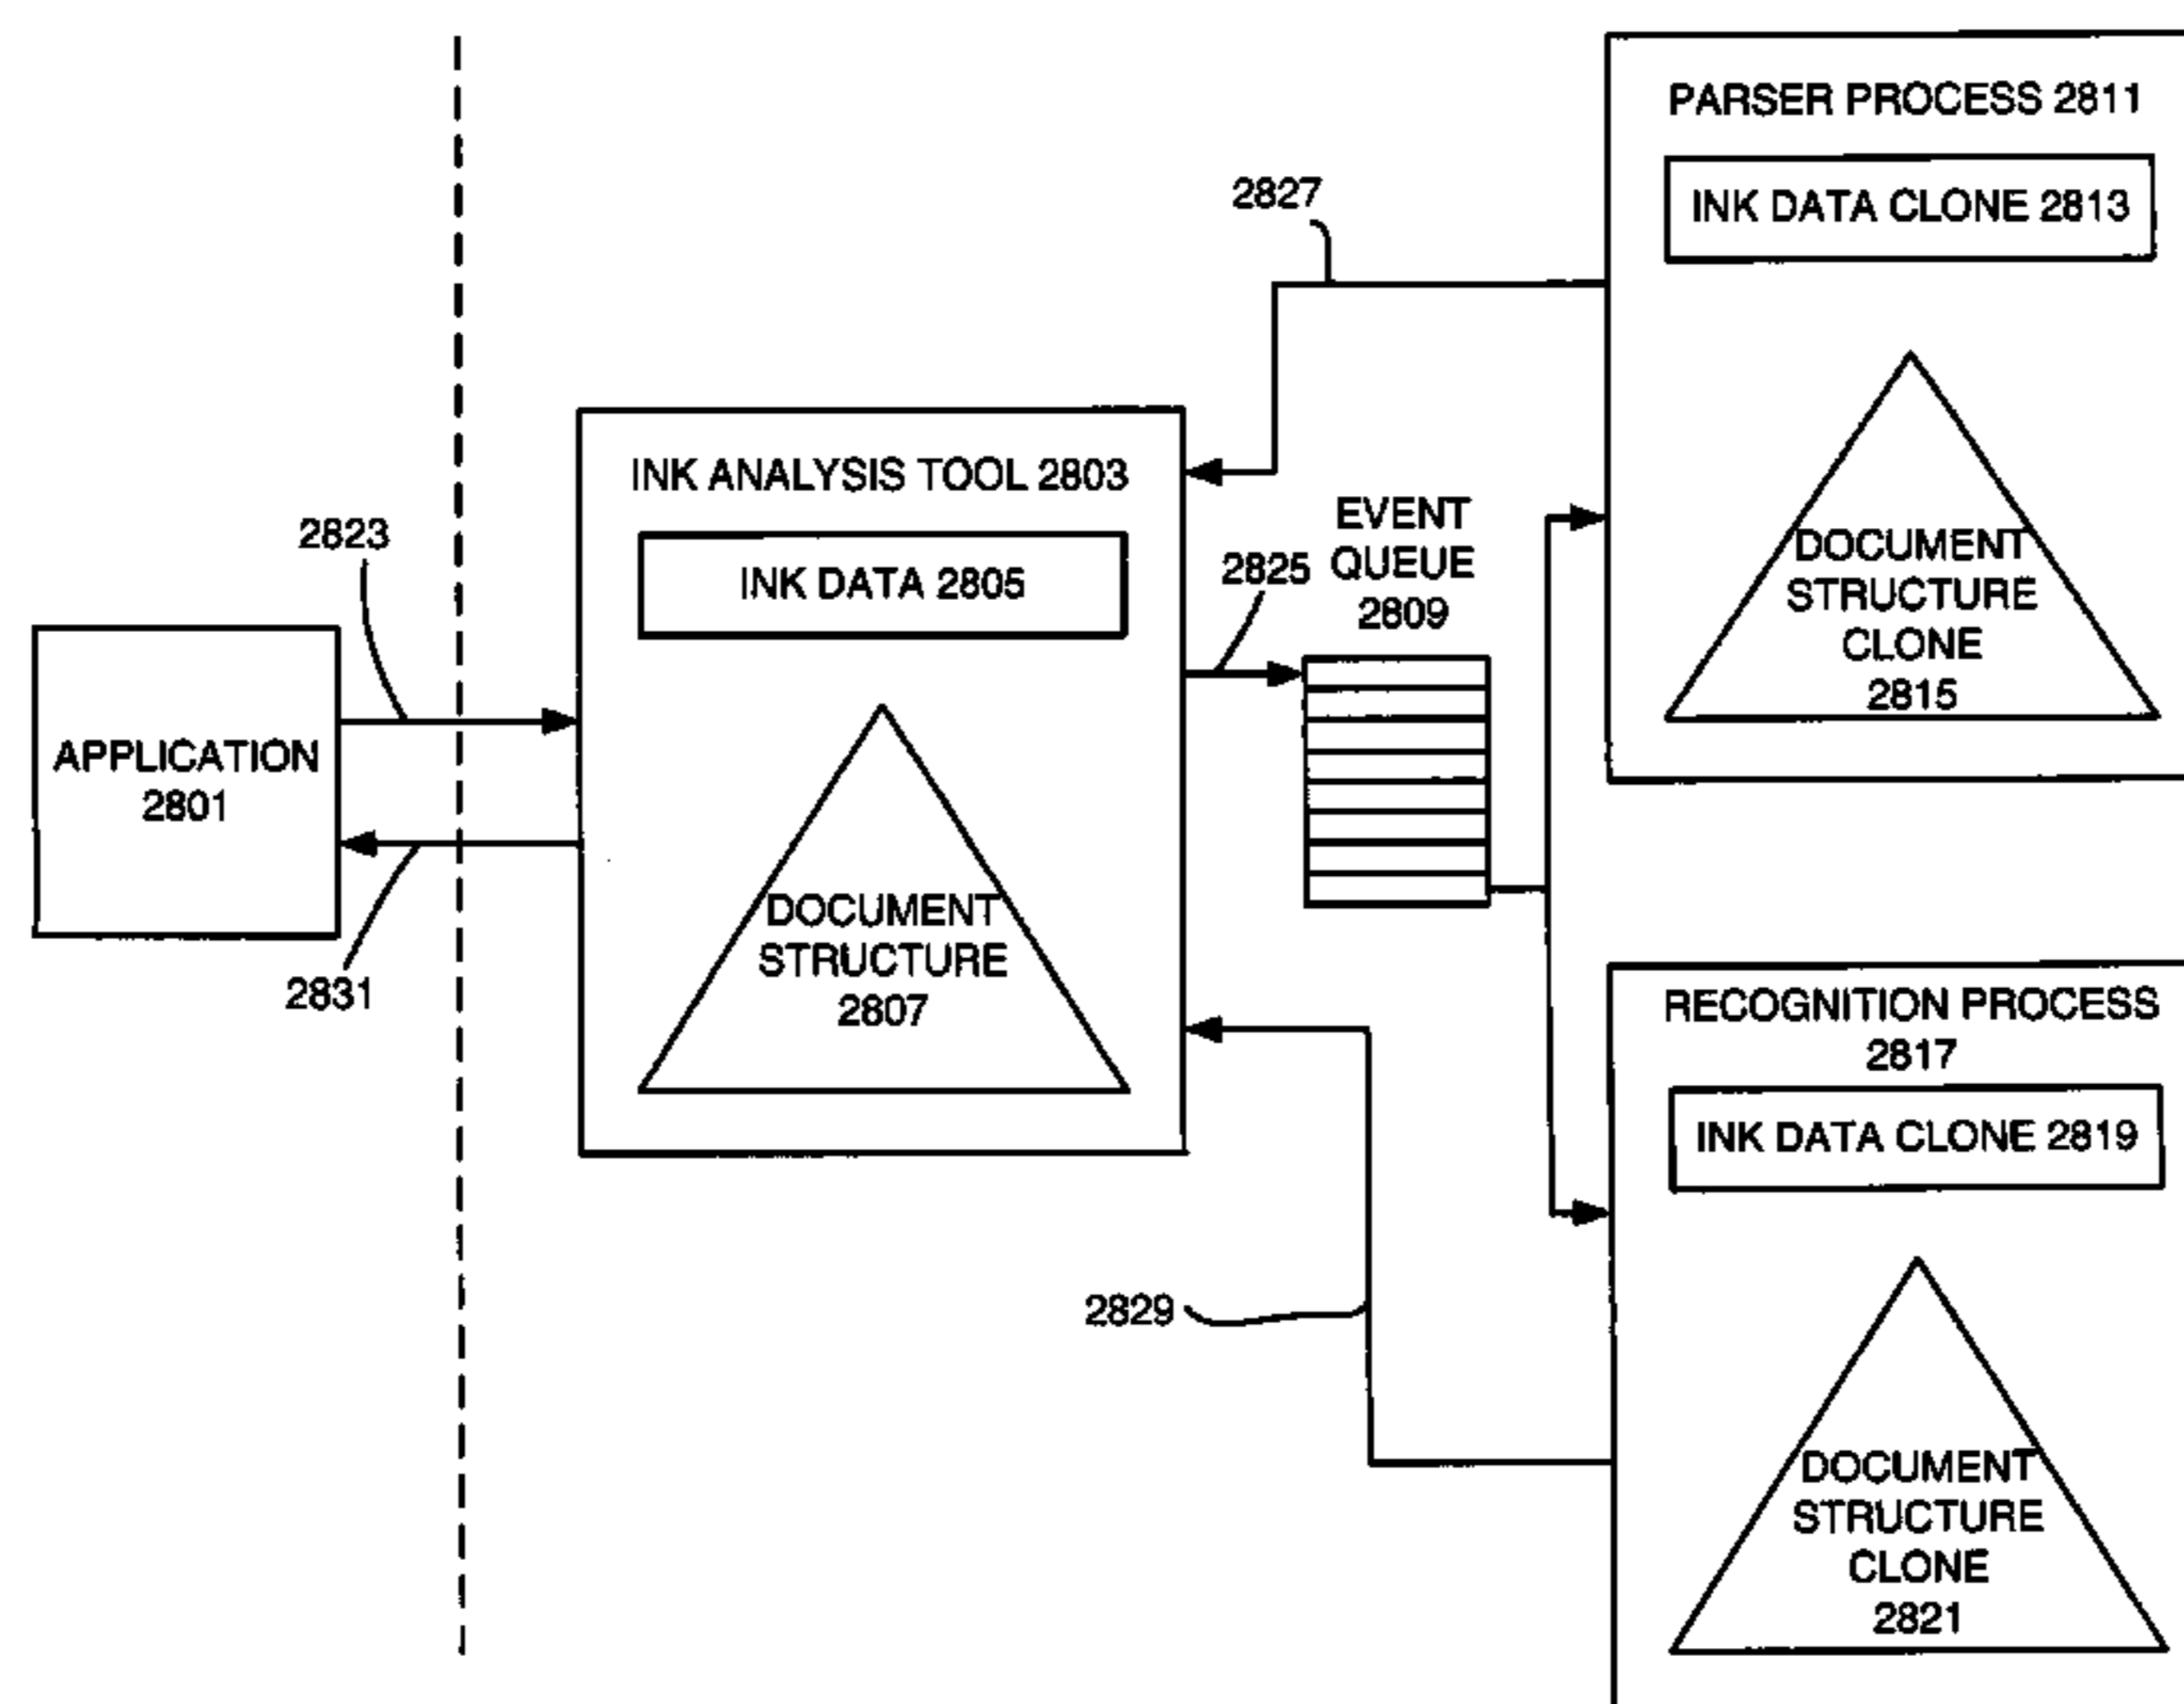 PARSER PROCESS 2811
INK DATA CLONE 2813
DOCUMENT
STRUCTURE
CLONE
2815
2827
INK ANALYSIS TOOL 2803
INK DATA 2805
DOCUMENT
STRUCTURE
2807
2825
EVENT
QUEUE
2809
2823
APPLICATION
2801
2831
RECOGNITION PROCESS
2817
INK DATA CLONE 2819
DOCUMENT
STRUCTURE
CLONE
2821
2829